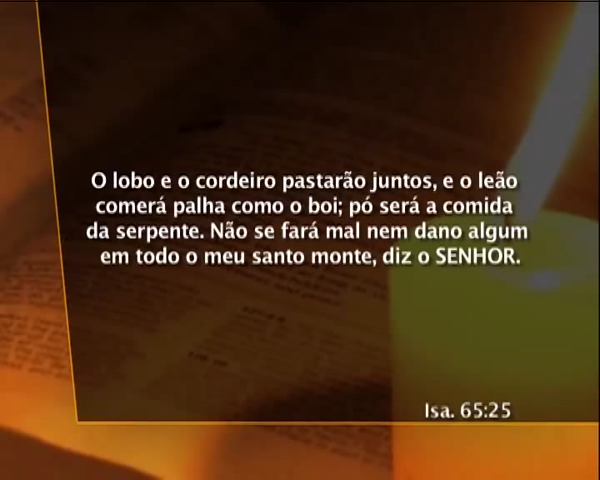 O lobo e o cordeiro pastarão juntos, e o leão
comerá palha como o boi; pó será a comida
da serpente. Não se fará mal nem dano algum
em todo o meu santo monte, diz o SENHOR.
Isa. 65:25